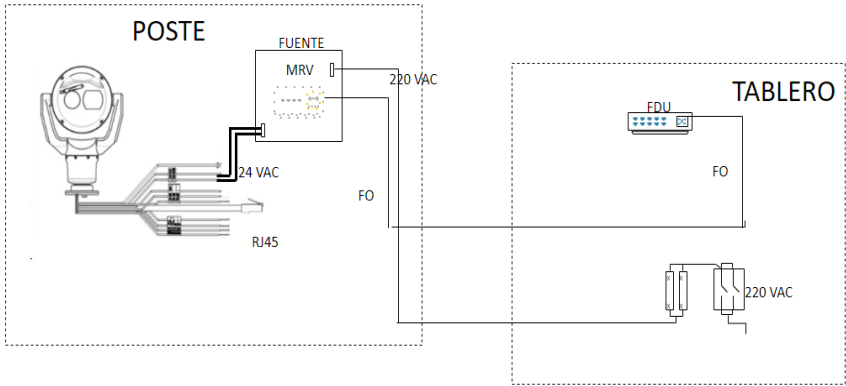 POSTE
FUENTE
MRV
220 VAC
TABLERO
FDU
24 VAC
FO
FO
RJ45
220 VAC